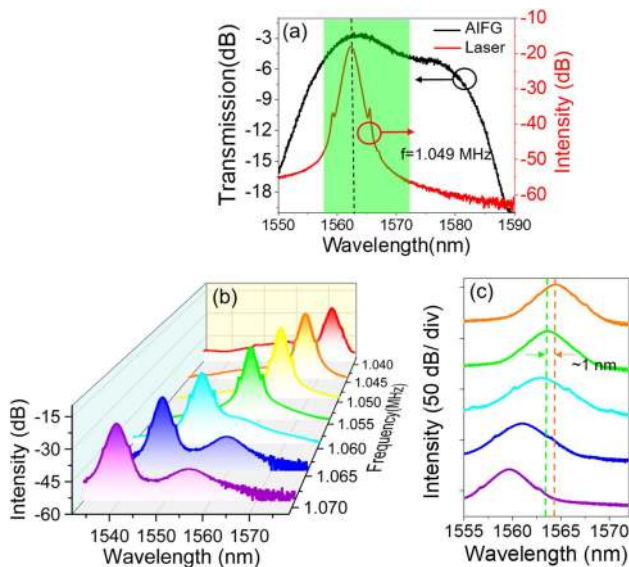 (a)
AIFG
Laser
f=1.049 MHz
Transmission(dB)
-3
-6
-9
-12
-15
-18
Intensity (dB)
-10
-20
-30
-40
-50
-60
1550 1560 1570 1580 1590
Wavelength(nm)
(b)
Intensity (dB)
-15
-30
-45
-60
1540 1550 1560 1570
Wavelength (nm)
1.040
1.045
1.050
1.055
1.060
1.065
1.070
Frequency(MHz)
(c)
~1 nm
Intensity (50 dB/ div)
1555 1560 1565 1570
Wavelength (nm)